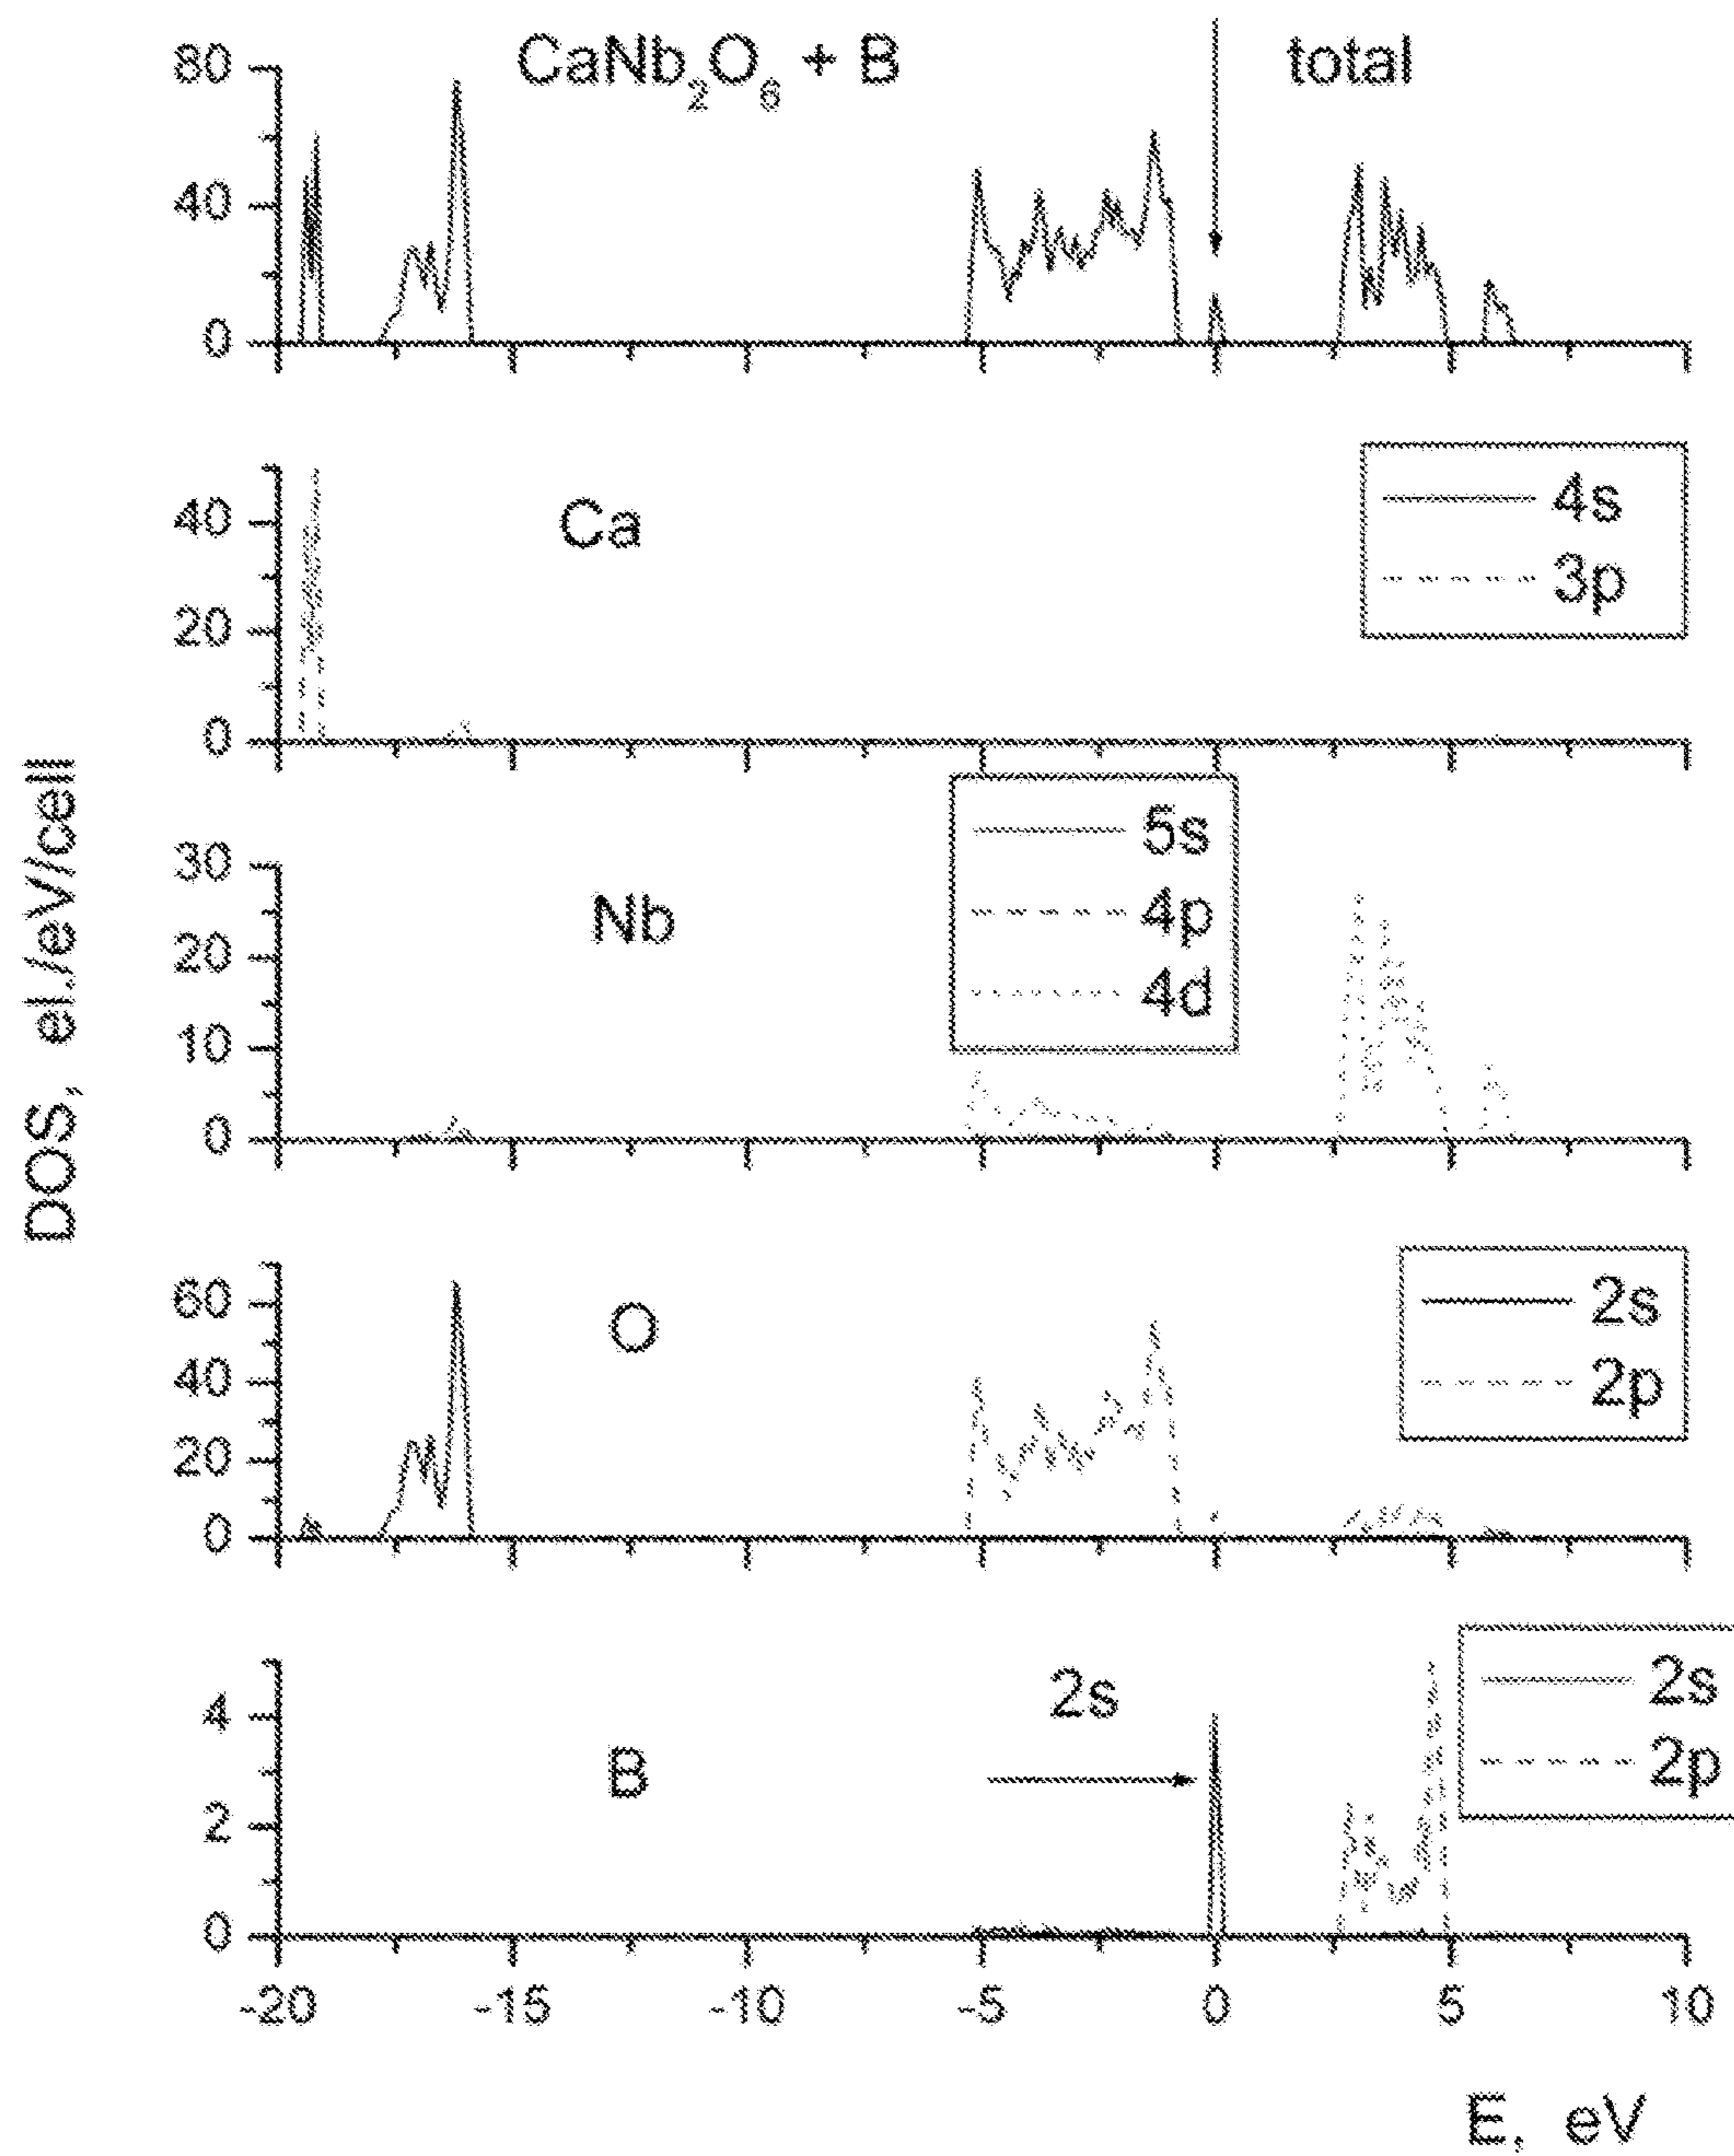 CaNb₂O₆ + B
total
80
40
0
Ca
4s
3p
40
20
0
DOS, el./eV/cell
Nb
5s
4p
4d
30
20
10
0
O
2s
2p
60
40
20
0
B
2s
2s
2p
4
2
0
-20 -15 -10 -5 0 5 10
E, eV